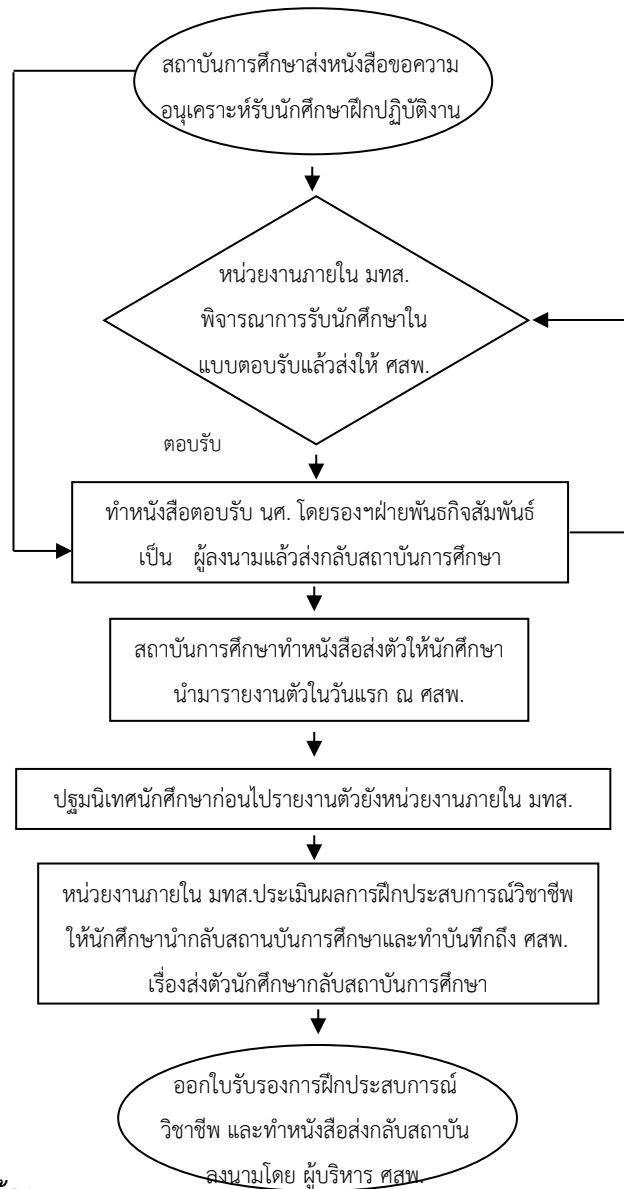 สถาบันการศึกษาส่งหนังสือขอความ
อนุเคราะห์รับนักศึกษาฝึกปฏิบัติงาน
หน่วยงานภายใน มทส.
พิจารณาการรับนักศึกษาใน
แบบตอบรับแล้วส่งให้ ศสพ.
ตอบรับ
ทำหนังสือตอบรับ นศ. โดยรองฯฝ่ายพันธกิจสัมพันธ์
เป็น ผู้ลงนามแล้วส่งกลับสถาบันการศึกษา
สถาบันการศึกษาทำหนังสือส่งตัวให้นักศึกษา
นำมารายงานตัวในวันแรก ณ ศสพ.
ปฐมนิเทศนักศึกษาก่อนไปรายงานตัวยังหน่วยงานภายใน มทส.
หน่วยงานภายใน มทส.ประเมินผลการฝึกประสบการณ์วิชาชีพ
ให้นักศึกษานำกลับสถานบันการศึกษาและทำบันทึกถึง ศสพ.
เรื่องส่งตัวนักศึกษากลับสถาบันการศึกษา
ออกใบรับรองการฝึกประสบการณ์
วิชาชีพ และทำหนังสือส่งกลับสถาบัน
ลงนามโดย ผู้บริหาร ศสพ.